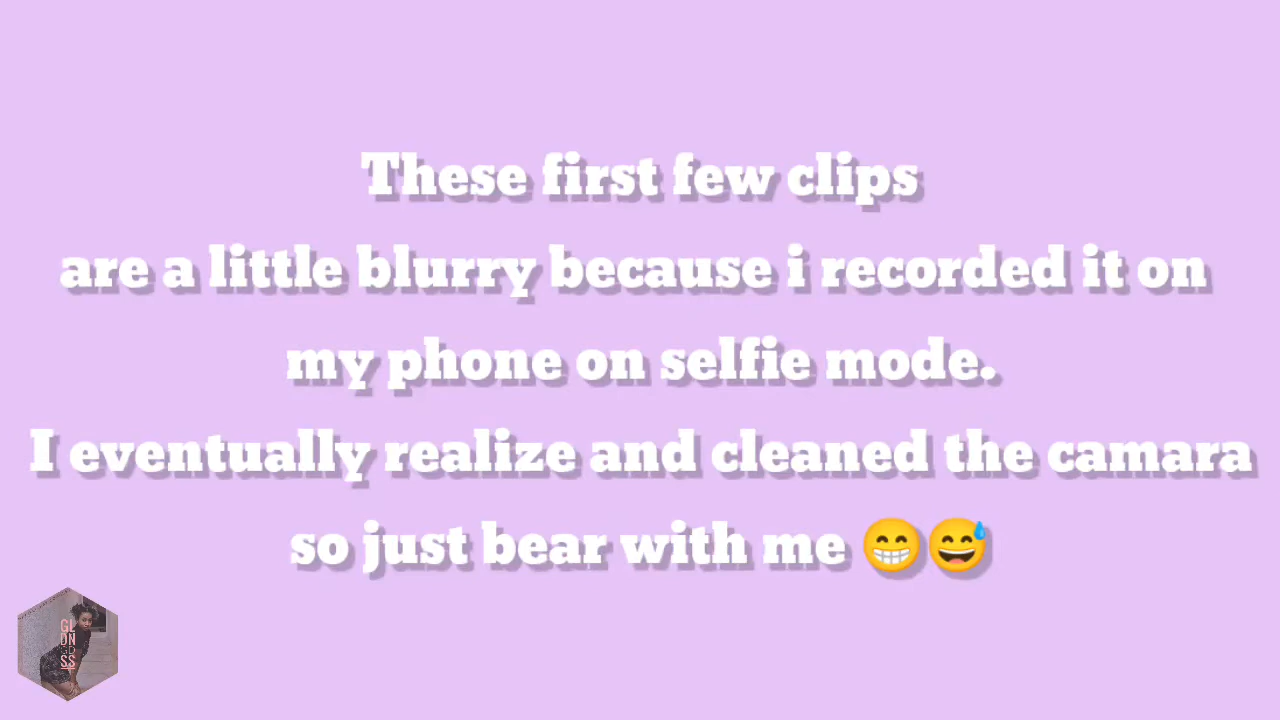 These first few clips
are a little blurry because i recorded it on
my phone on selfie mode.
I eventually realize and cleaned the camara
so just bear with me 😁😅